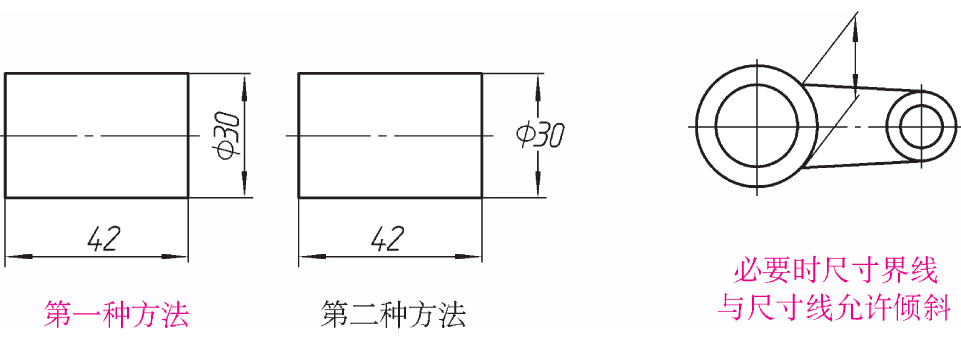 ϕ30
42
第一种方法
ϕ30
42
第二种方法
必要时尺寸界线
与尺寸线允许倾斜